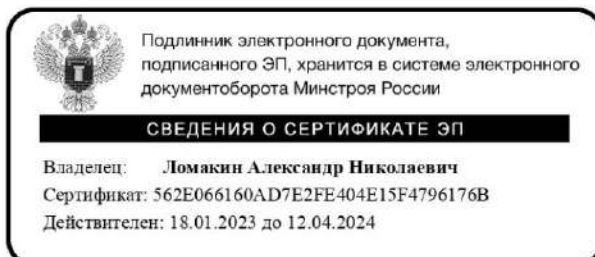 Подлинник электронного документа,
подписанного ЭП, хранится в системе электронного
документооборота Минстроя России
СВЕДЕНИЯ О СЕРТИФИКАТЕ ЭП
Владелец: Ломакин Александр Николаевич
Сертификат: 562E066160AD7E2FE404E15F4796176B
Действителен: 18.01.2023 до 12.04.2024